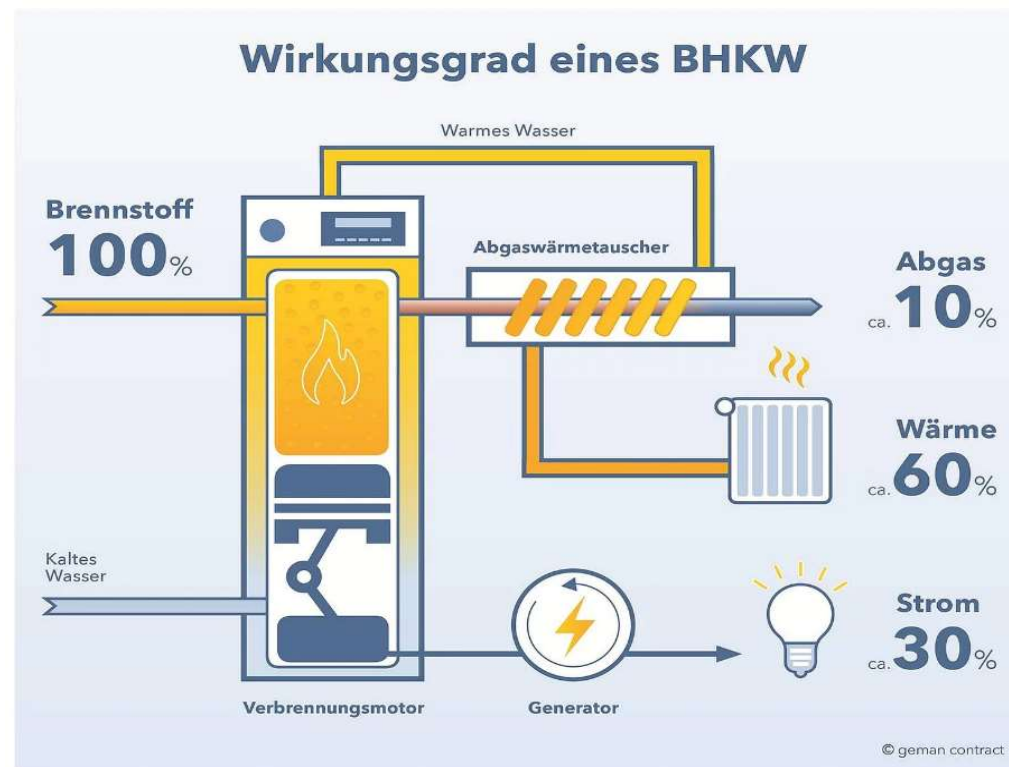 Wirkungsgrad eines BHKW
Warmes Wasser
Brennstoff
100%
Abgaswärmetauscher
Abgas
ca. 10%
Wärme
ca. 60%
Kaltes
Wasser
Strom
ca. 30%
Verbrennungsmotor
Generator
© geman contract